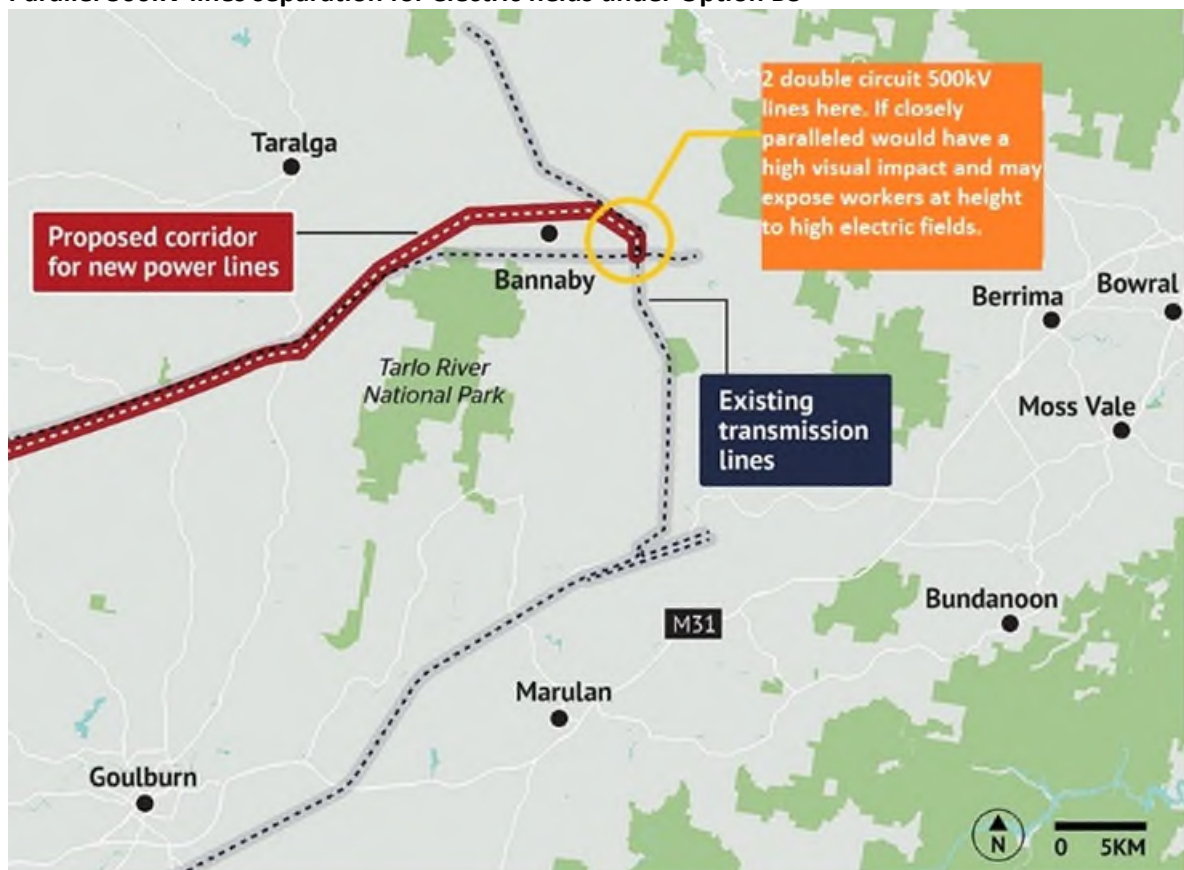 Parallel 500kV lines separation for electric fields under Option B3
2 double circuit 500kV
lines here. If closely
paralleled would have a
high visual impact and may
expose workers at height
to high electric fields.
Taralga
Proposed corridor
for new power lines
Bannaby
Berrima
Bowral
Tarlo River
National Park
Existing
transmission
lines
Moss Vale
Bundanoon
M31
Marulan
Goulburn
N
0 5KM